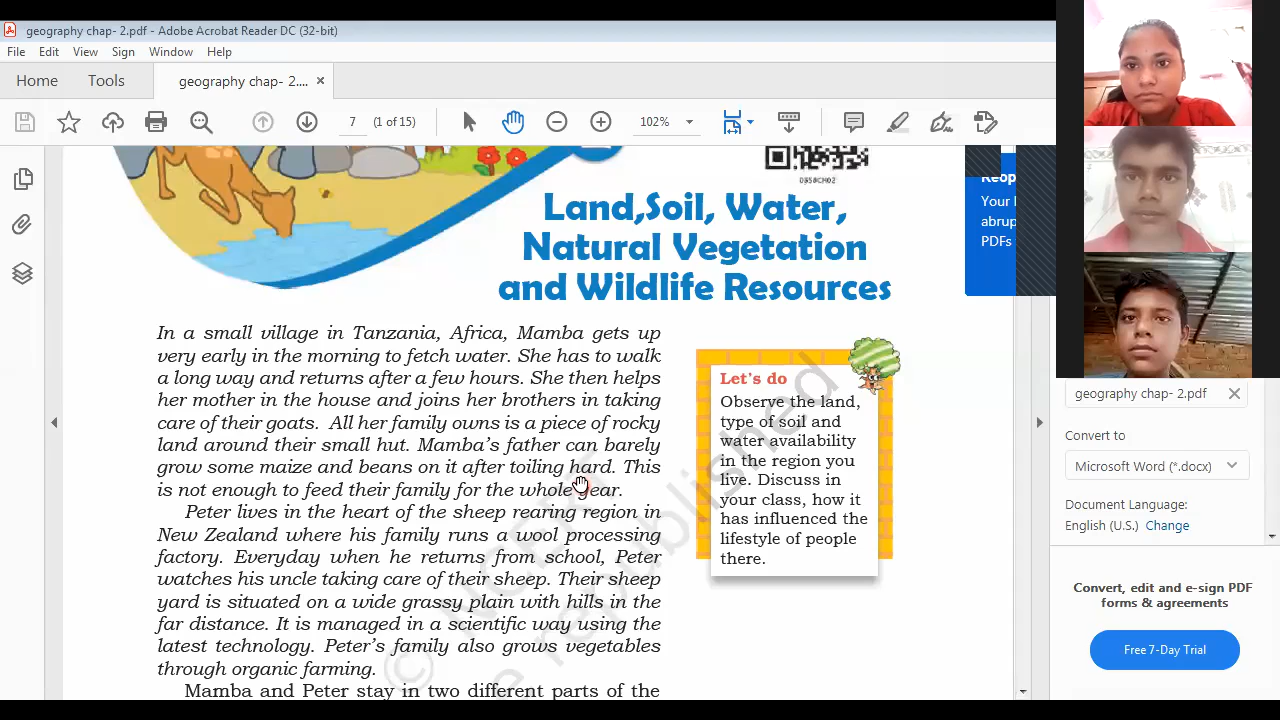 geography chap- 2.pdf - Adobe Acrobat Reader DC (32-bit)
File Edit View Sign Window Help
Home Tools geography chap- 2....
7 (1 of 15) 102%
0858CH02
Land,Soil, Water,
Natural Vegetation
and Wildlife Resources
Reop
Your
abrup
PDFs
In a small village in Tanzania, Africa, Mamba gets up
very early in the morning to fetch water. She has to walk
a long way and returns after a few hours. She then helps
her mother in the house and joins her brothers in taking
care of their goats. All her family owns is a piece of rocky
land around their small hut. Mamba's father can barely
grow some maize and beans on it after toiling hard. This
is not enough to feed their family for the whole year.
Peter lives in the heart of the sheep rearing region in
New Zealand where his family runs a wool processing
factory. Everyday when he returns from school, Peter
watches his uncle taking care of their sheep. Their sheep
yard is situated on a wide grassy plain with hills in the
far distance. It is managed in a scientific way using the
latest technology. Peter's family also grows vegetables
through organic farming.
Mamba and Peter stay in two different parts of the
Let's do
Observe the land,
type of soil and
water availability
in the region you
live. Discuss in
your class, how it
has influenced the
lifestyle of people
there.
© NCERT
e republished
geography chap- 2.pdf
Convert to
Microsoft Word (*.docx)
Document Language:
English (U.S.) Change
Convert, edit and e-sign PDF
forms & agreements
Free 7-Day Trial